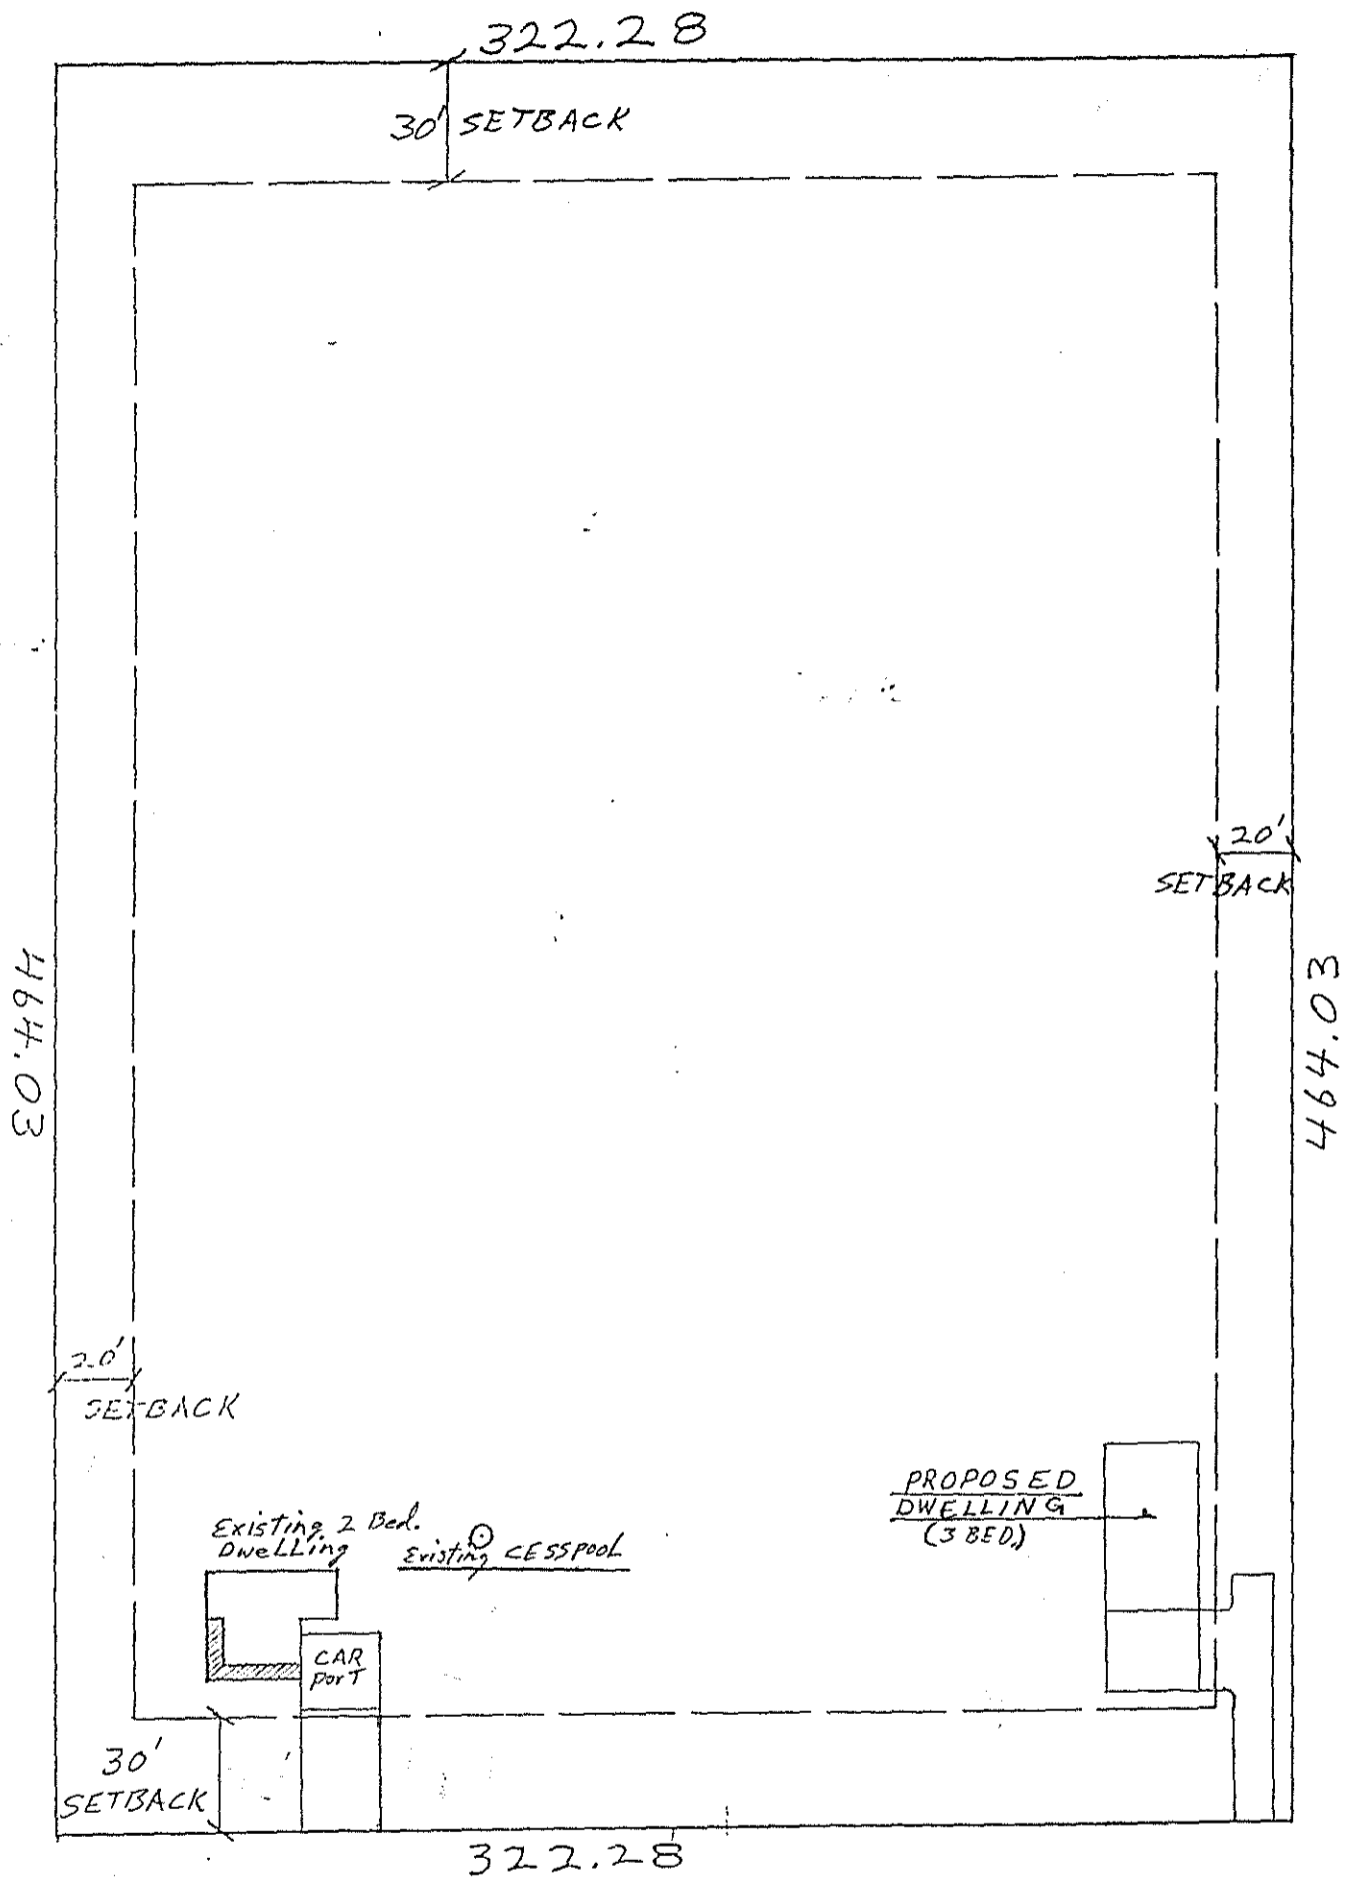 322.28
30' SETBACK
20'
SETBACK
464.03
464.03
20'
SETBACK
PROPOSED
DWELLING
(3 BED.)
Existing 2 Bed.
DweLLing
Existing CESSPOOL
CAR
PorT
30'
SETBACK
322.28